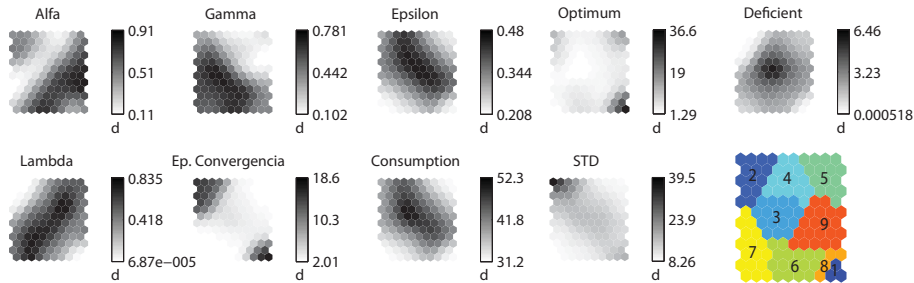 Alfa Gamma Epsilon Optimum Deficient
0.91 0.781 0.48 36.6 6.46
0.51 0.442 0.344 19 3.23
0.11 0.102 0.208 1.29 0.000518
d d d d d
Lambda Ep. Convergencia Consumption STD
0.835 18.6 52.3 39.5
0.418 10.3 41.8 23.9
6.87e−005 2.01 31.2 8.26
d d d d
2 4 5
3 9
7
6 8 1